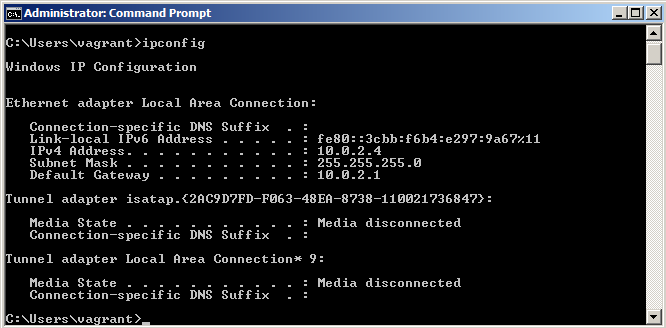 Administrator: Command Prompt
C:\Users\vagrant>ipconfig
Windows IP Configuration
Ethernet adapter Local Area Connection:
Connection-specific DNS Suffix  . :
Link-local IPv6 Address . . . . . : fe80::3cbb:f6b4:e297:9a67%11
IPv4 Address. . . . . . . . . . . : 10.0.2.4
Subnet Mask . . . . . . . . . . . : 255.255.255.0
Default Gateway . . . . . . . . . : 10.0.2.1
Tunnel adapter isatap.{2AC9D7FD-F063-48EA-8738-110021736847}:
Media State . . . . . . . . . . . : Media disconnected
Connection-specific DNS Suffix  . :
Tunnel adapter Local Area Connection* 9:
Media State . . . . . . . . . . . : Media disconnected
Connection-specific DNS Suffix  . :
C:\Users\vagrant>_